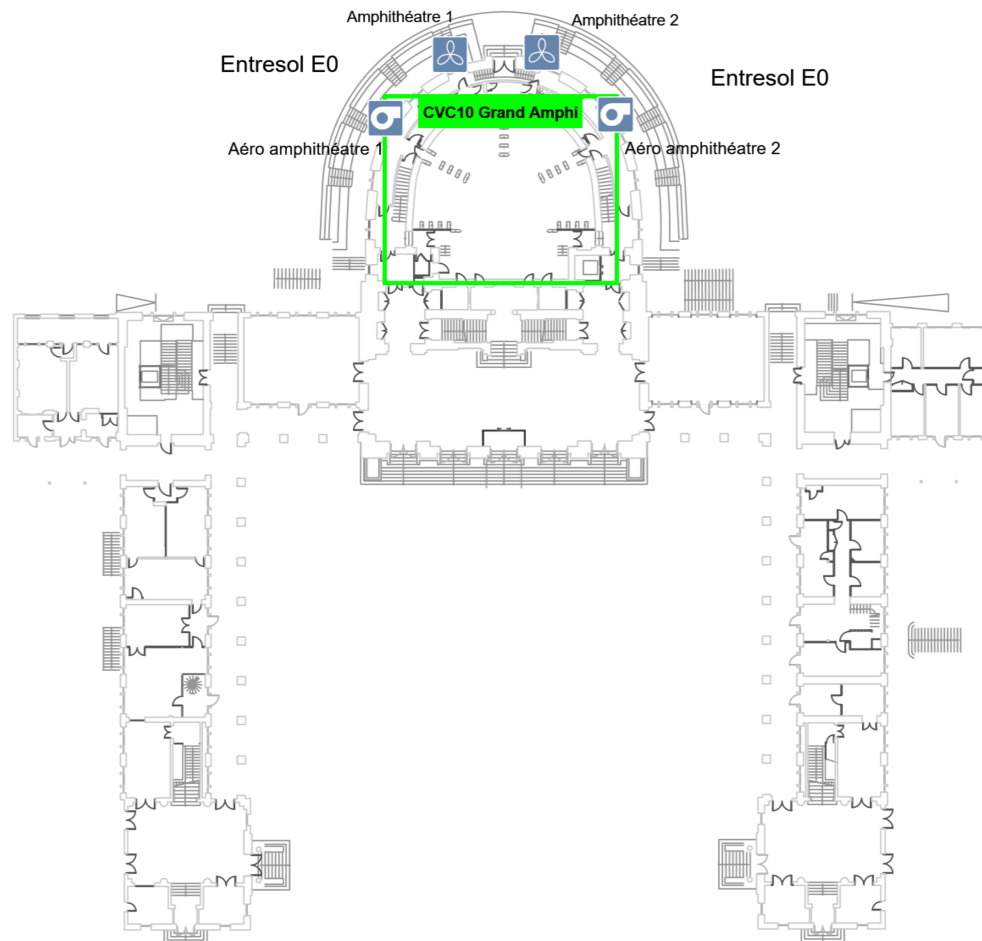 Amphithéatre 1
Amphithéatre 2
Entresol E0
Entresol E0
CVC10 Grand Amphi
Aéro amphithéatre 1
Aéro amphithéatre 2